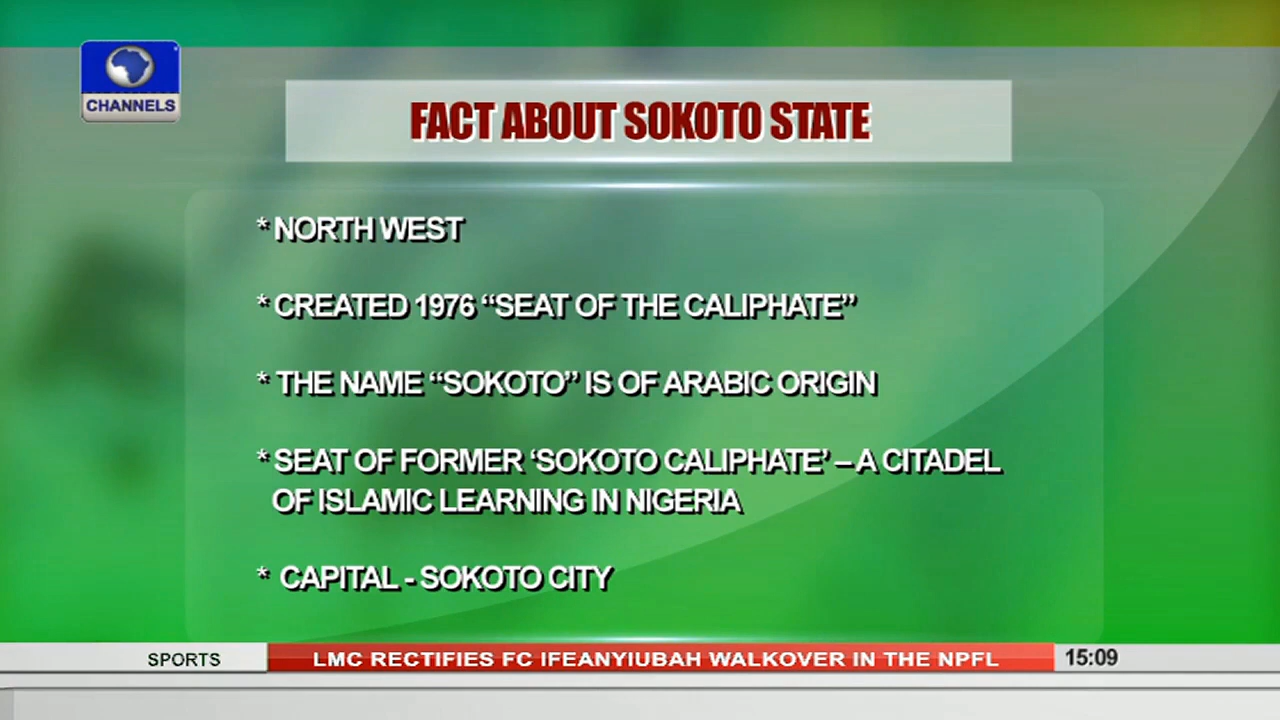 CHANNELS
FACT ABOUT SOKOTO STATE
* NORTH WEST
* CREATED 1976 “SEAT OF THE CALIPHATE”
* THE NAME “SOKOTO” IS OF ARABIC ORIGIN
* SEAT OF FORMER ‘SOKOTO CALIPHATE’ – A CITADEL
OF ISLAMIC LEARNING IN NIGERIA
* CAPITAL - SOKOTO CITY
SPORTS LMC RECTIFIES FC IFEANYIUBAH WALKOVER IN THE NPFL 15:09